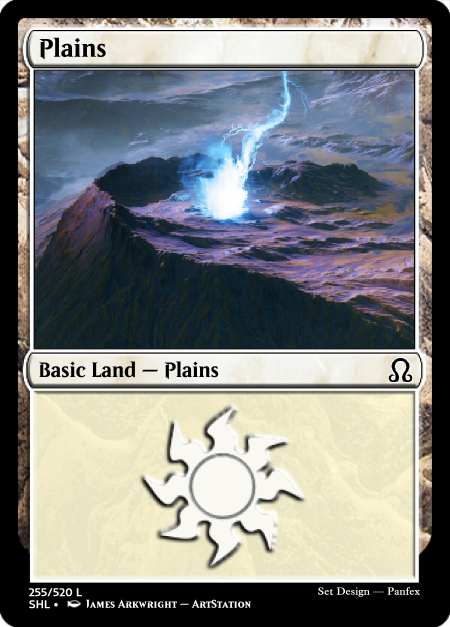 Plains
Basic Land — Plains
255/520 L
Set Design — Panfex
SHL • James Arkwright — ArtStation